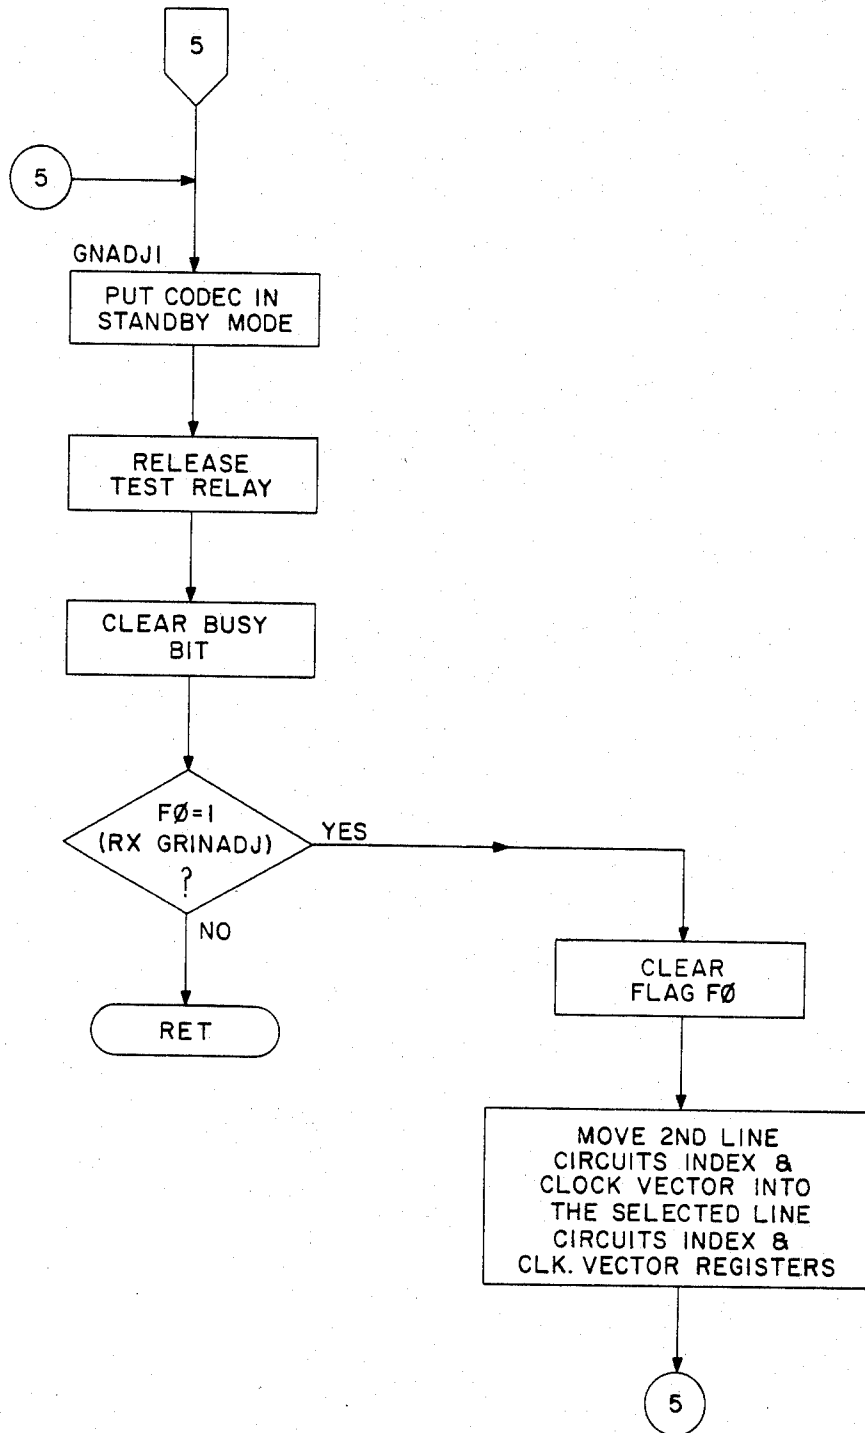 5
5
GNADJ1
PUT CODEC IN
STANDBY MODE
RELEASE
TEST RELAY
CLEAR BUSY
BIT
FØ=1
(RX GRINADJ)
?
YES
NO
RET
CLEAR
FLAG FØ
MOVE 2ND LINE
CIRCUITS INDEX &
CLOCK VECTOR INTO
THE SELECTED LINE
CIRCUITS INDEX &
CLK. VECTOR REGISTERS
5